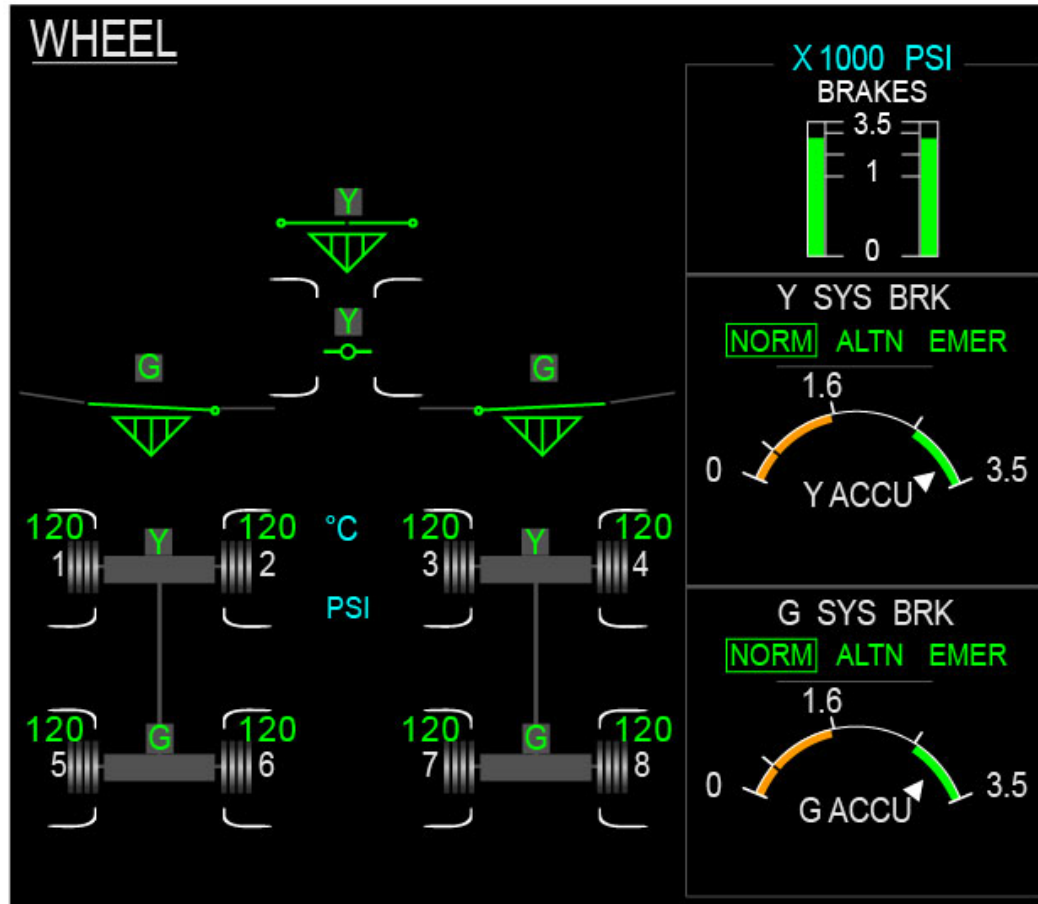 WHEEL
X 1000 PSI
BRAKES
3.5
1
0
Y
Y
G G
Y SYS BRK
NORM ALTN EMER
1.6
0 3.5
Y ACCU
120 120 °C 120 120
Y Y
1 2 3 4
PSI
G SYS BRK
NORM ALTN EMER
1.6
0 3.5
G ACCU
120 120 120 120
G G
5 6 7 8